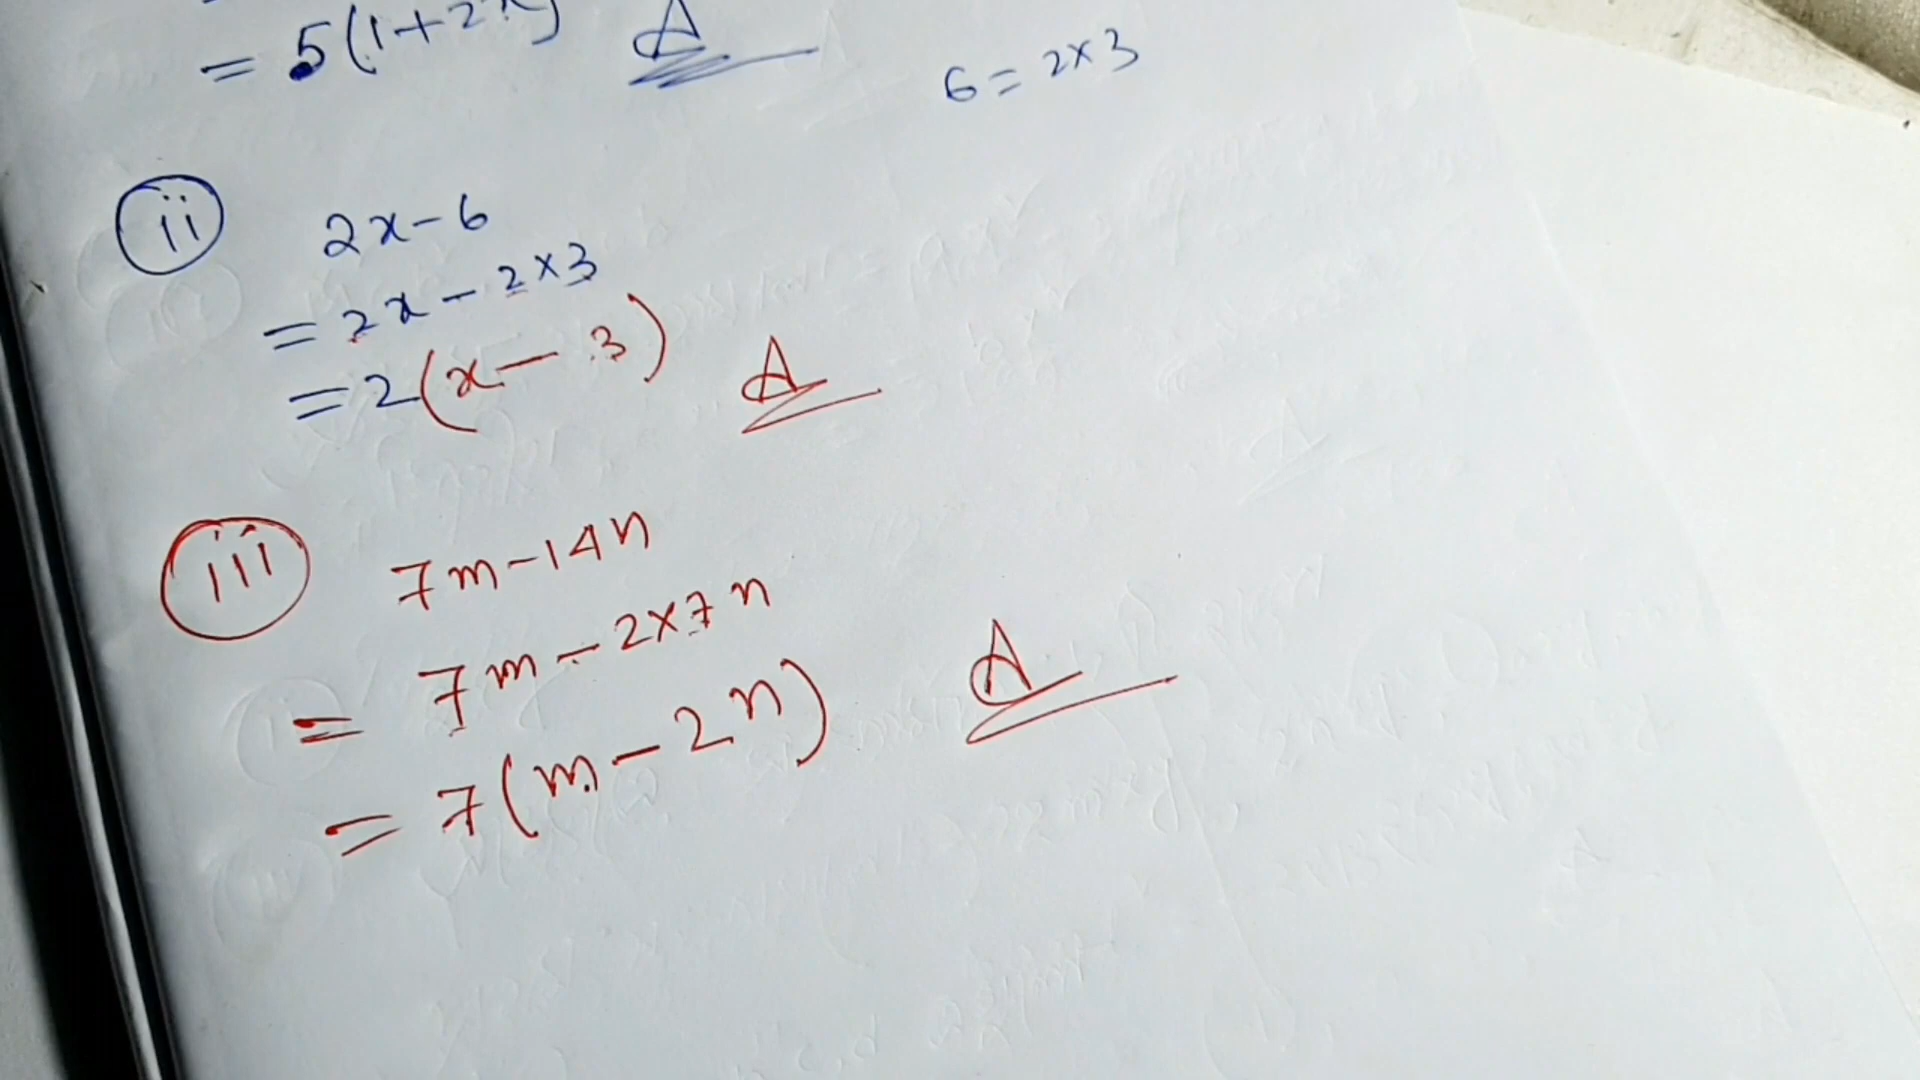 = 5(1+2x) A
6 = 2×3
ii 2x-6
= 2x - 2×3
= 2(x - 3) A
iii 7m-14n
= 7m - 2×7n
= 7(m - 2n) A